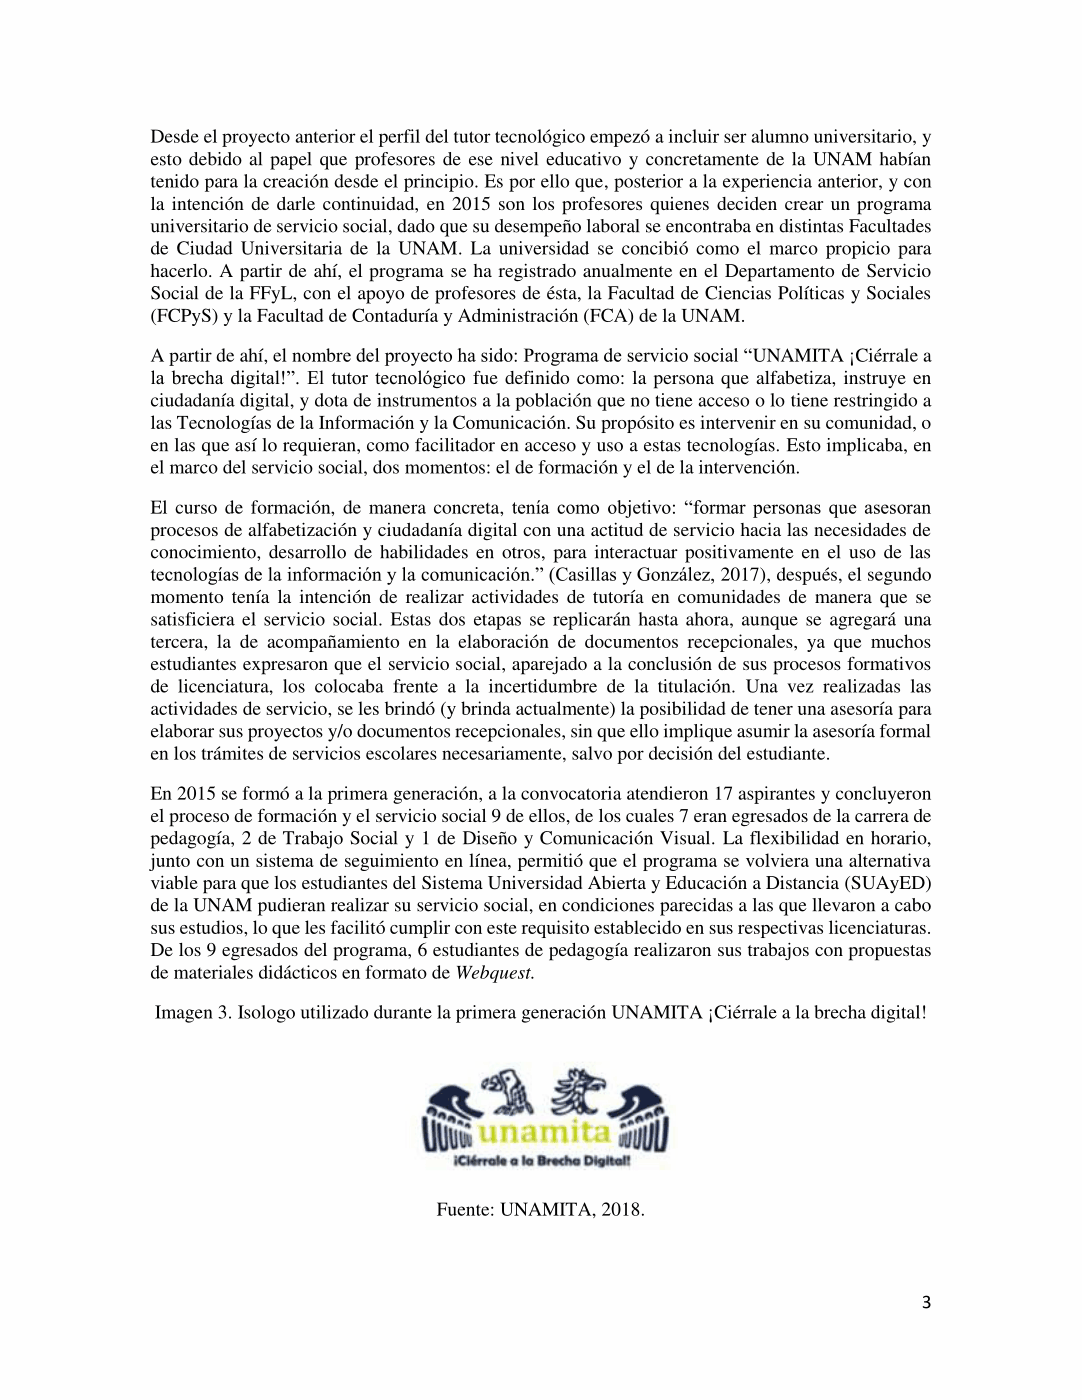 Desde el proyecto anterior el perfil del tutor tecnológico empezó a incluir ser alumno universitario, y
esto debido al papel que profesores de ese nivel educativo y concretamente de la UNAM habían
tenido para la creación desde el principio. Es por ello que, posterior a la experiencia anterior, y con
la intención de darle continuidad, en 2015 son los profesores quienes deciden crear un programa
universitario de servicio social, dado que su desempeño laboral se encontraba en distintas Facultades
de Ciudad Universitaria de la UNAM. La universidad se concibió como el marco propicio para
hacerlo. A partir de ahí, el programa se ha registrado anualmente en el Departamento de Servicio
Social de la FFyL, con el apoyo de profesores de ésta, la Facultad de Ciencias Políticas y Sociales
(FCPyS) y la Facultad de Contaduría y Administración (FCA) de la UNAM.
A partir de ahí, el nombre del proyecto ha sido: Programa de servicio social “UNAMITA ¡Ciérrale a
la brecha digital!”. El tutor tecnológico fue definido como: la persona que alfabetiza, instruye en
ciudadanía digital, y dota de instrumentos a la población que no tiene acceso o lo tiene restringido a
las Tecnologías de la Información y la Comunicación. Su propósito es intervenir en su comunidad, o
en las que así lo requieran, como facilitador en acceso y uso a estas tecnologías. Esto implicaba, en
el marco del servicio social, dos momentos: el de formación y el de la intervención.
El curso de formación, de manera concreta, tenía como objetivo: “formar personas que asesoran
procesos de alfabetización y ciudadanía digital con una actitud de servicio hacia las necesidades de
conocimiento, desarrollo de habilidades en otros, para interactuar positivamente en el uso de las
tecnologías de la información y la comunicación.” (Casillas y González, 2017), después, el segundo
momento tenía la intención de realizar actividades de tutoría en comunidades de manera que se
satisficiera el servicio social. Estas dos etapas se replicarán hasta ahora, aunque se agregará una
tercera, la de acompañamiento en la elaboración de documentos recepcionales, ya que muchos
estudiantes expresaron que el servicio social, aparejado a la conclusión de sus procesos formativos
de licenciatura, los colocaba frente a la incertidumbre de la titulación. Una vez realizadas las
actividades de servicio, se les brindó (y brinda actualmente) la posibilidad de tener una asesoría para
elaborar sus proyectos y/o documentos recepcionales, sin que ello implique asumir la asesoría formal
en los trámites de servicios escolares necesariamente, salvo por decisión del estudiante.
En 2015 se formó a la primera generación, a la convocatoria atendieron 17 aspirantes y concluyeron
el proceso de formación y el servicio social 9 de ellos, de los cuales 7 eran egresados de la carrera de
pedagogía, 2 de Trabajo Social y 1 de Diseño y Comunicación Visual. La flexibilidad en horario,
junto con un sistema de seguimiento en línea, permitió que el programa se volviera una alternativa
viable para que los estudiantes del Sistema Universidad Abierta y Educación a Distancia (SUAyED)
de la UNAM pudieran realizar su servicio social, en condiciones parecidas a las que llevaron a cabo
sus estudios, lo que les facilitó cumplir con este requisito establecido en sus respectivas licenciaturas.
De los 9 egresados del programa, 6 estudiantes de pedagogía realizaron sus trabajos con propuestas
de materiales didácticos en formato de Webquest.
Imagen 3. Isologo utilizado durante la primera generación UNAMITA ¡Ciérrale a la brecha digital!
unamita
¡Ciérrale a la Brecha Digital!
Fuente: UNAMITA, 2018.
3